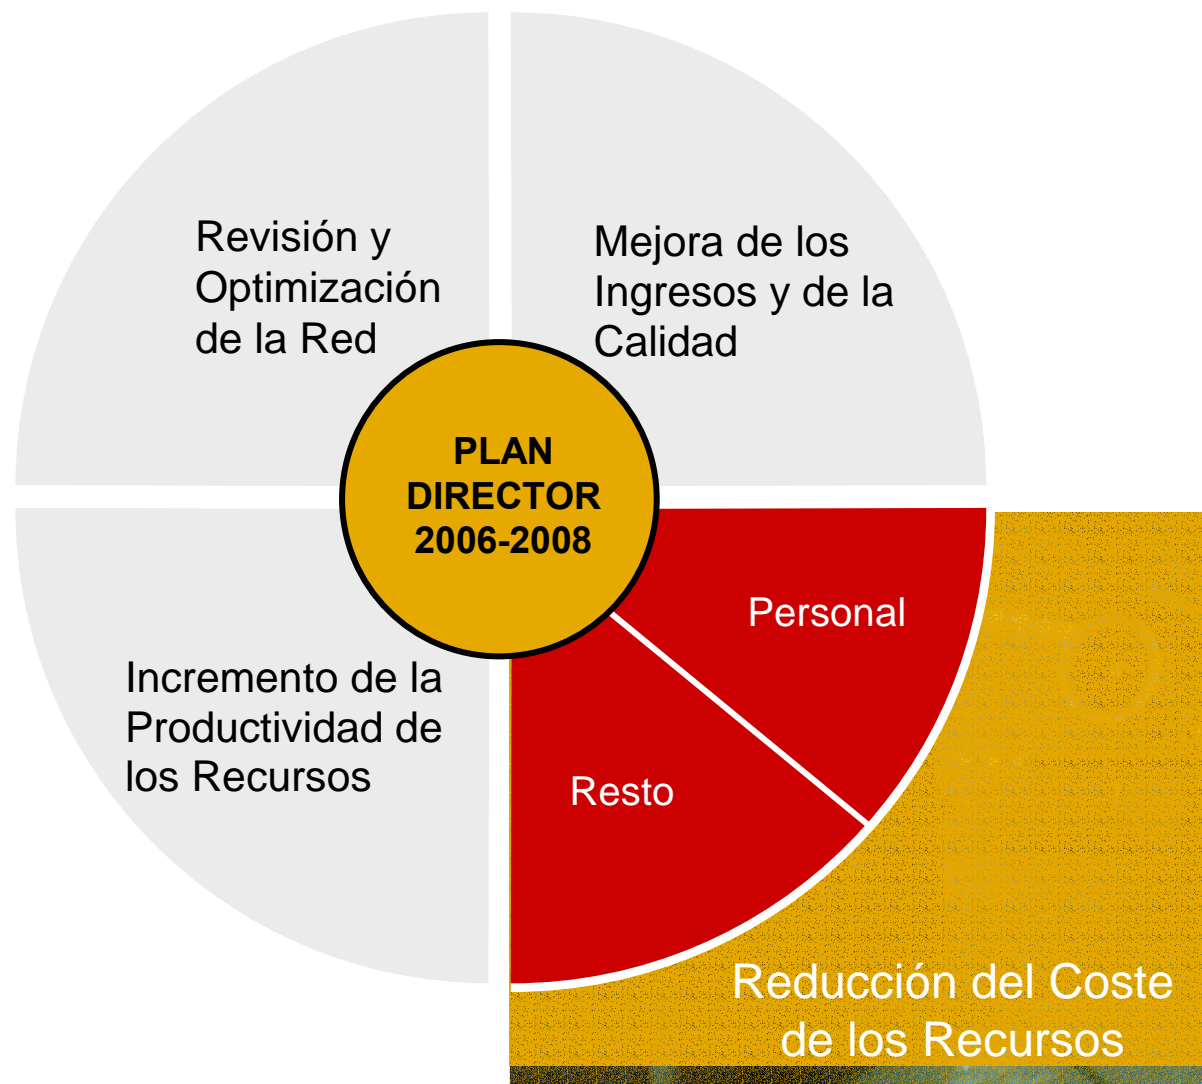 Revisión y
Optimización
de la Red
Mejora de los
Ingresos y de la
Calidad
PLAN
DIRECTOR
2006-2008
Personal
Incremento de la
Productividad de
los Recursos
Resto
Reducción del Coste
de los Recursos